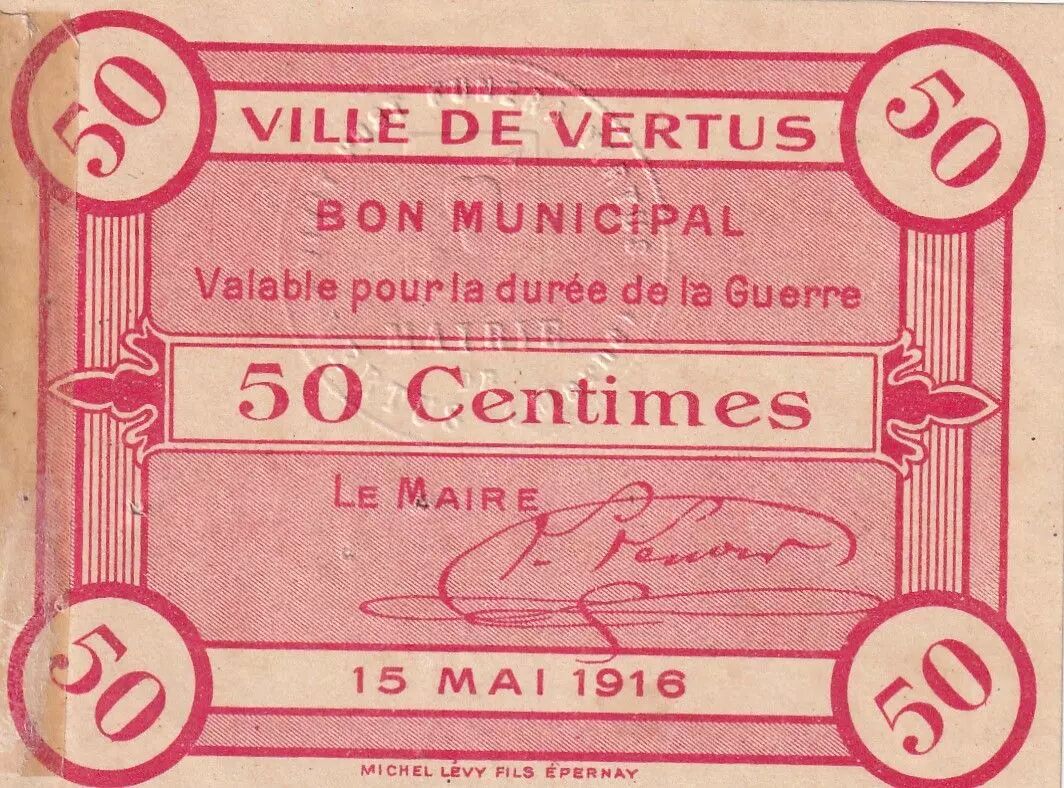 50 50
VILLE DE VERTUS
BON MUNICIPAL
Valable pour la durée de la Guerre
MAIRIE
50 Centimes
LE MAIRE
15 MAI 1916
50 50
MICHEL LÉVY FILS ÉPERNAY